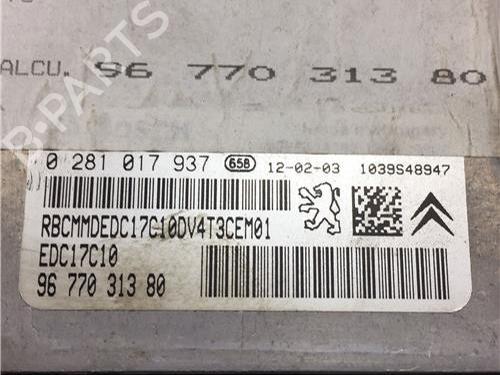 ALCU. 96 770 313 80
B-PARTS
0 281 017 937 658 12-02-03 1039S48947
RBCMMDEDC17C10DV4T3CEM01
EDC17C10
96 770 313 80